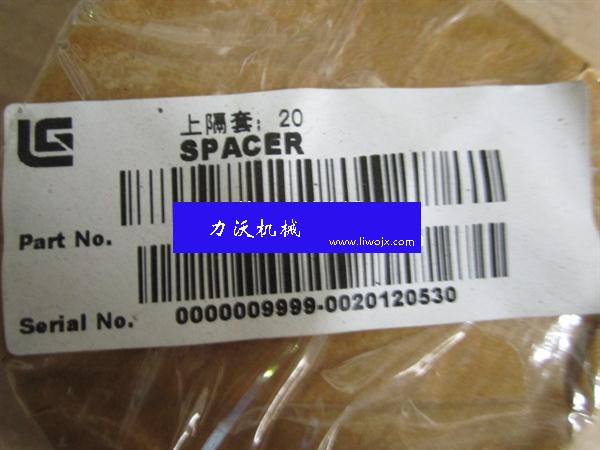 LG
上隔套：20
SPACER
Part No.
力沃机械
www.liwojx.com
Serial No. 0000009999-0020120530